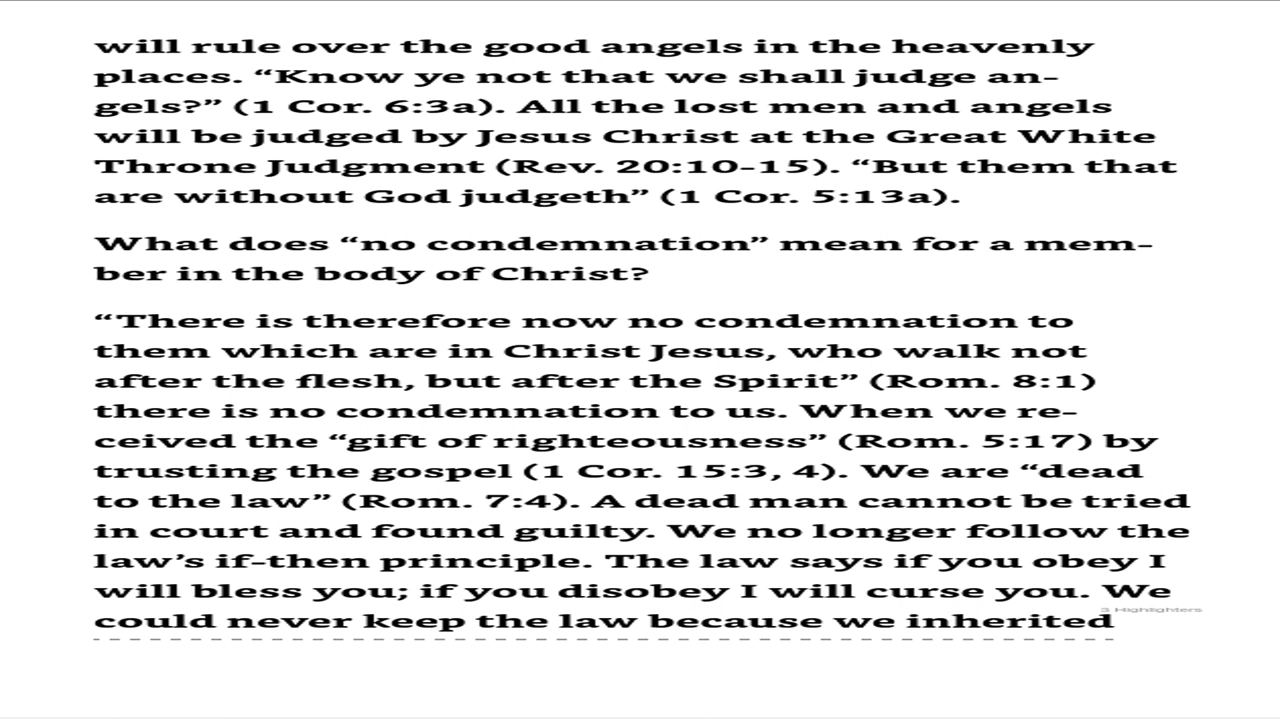 will rule over the good angels in the heavenly
places. “Know ye not that we shall judge an-
gels?” (1 Cor. 6:3a). All the lost men and angels
will be judged by Jesus Christ at the Great White
Throne Judgment (Rev. 20:10-15). “But them that
are without God judgeth” (1 Cor. 5:13a).
What does “no condemnation” mean for a mem-
ber in the body of Christ?
“There is therefore now no condemnation to
them which are in Christ Jesus, who walk not
after the flesh, but after the Spirit” (Rom. 8:1)
there is no condemnation to us. When we re-
ceived the “gift of righteousness” (Rom. 5:17) by
trusting the gospel (1 Cor. 15:3, 4). We are “dead
to the law” (Rom. 7:4). A dead man cannot be tried
in court and found guilty. We no longer follow the
law’s if-then principle. The law says if you obey I
will bless you; if you disobey I will curse you. We
3 Highlighters
could never keep the law because we inherited